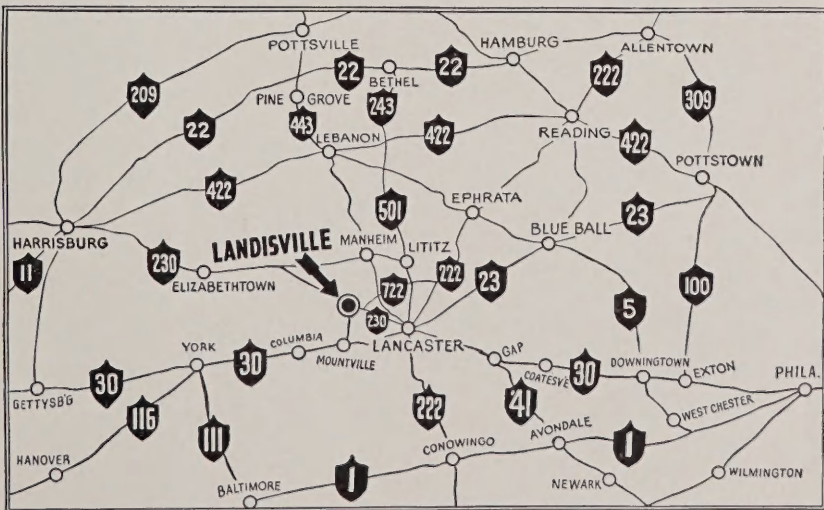 POTTSVILLE
HAMBURG
ALLENTOWN
209
22
22
222
BETHEL
309
PINE GROVE
243
22
443
READING
LEBANON
422
422
POTTSTOWN
422
EPHRATA
501
23
HARRISBURG
LANDISVILLE
MANHEIM
LITITZ
BLUE BALL
11
230
222
ELIZABETHTOWN
722
23
100
5
230
YORK
COLUMBIA
MOUNTVILLE
LANCASTER
GAP
DOWNINGTOWN
EXTON
30
30
COATESV'E
30
PHILA.
GETTYSB'G
116
111
222
41
WEST CHESTER
AVONDALE
1
HANOVER
CONOWINGO
BALTIMORE
1
NEWARK
WILMINGTON